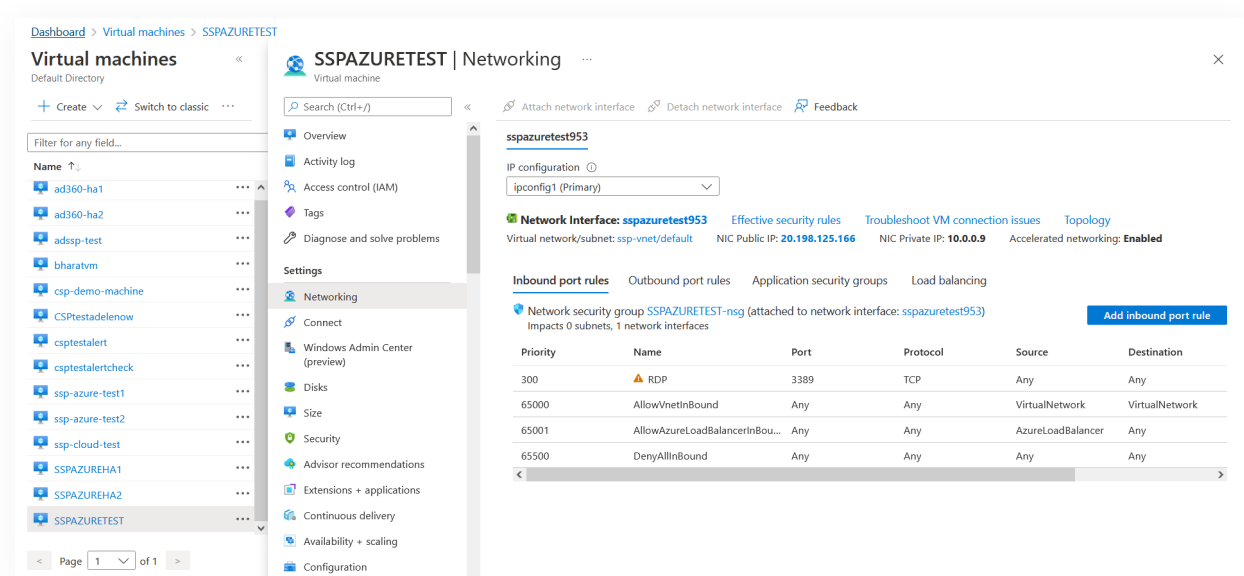 Dashboard > Virtual machines > SSPAZURETEST
Virtual machines «
Default Directory
+ Create Switch to classic ...
Filter for any field...
Name ↑↓
ad360-ha1 ...
ad360-ha2 ...
adssp-test ...
bharatvm ...
csp-demo-machine ...
CSPtestadelenow ...
csptestalert ...
csptestalertcheck ...
ssp-azure-test1 ...
ssp-azure-test2 ...
ssp-cloud-test ...
SSPAZUREHA1 ...
SSPAZUREHA2 ...
SSPAZURETEST ...
< Page 1 of 1 >
SSPAZURETEST | Networking ...
Virtual machine
Search (Ctrl+/) «
Overview
Activity log
Access control (IAM)
Tags
Diagnose and solve problems
Settings
Networking
Connect
Windows Admin Center
(preview)
Disks
Size
Security
Advisor recommendations
Extensions + applications
Continuous delivery
Availability + scaling
Configuration
Attach network interface Detach network interface Feedback
sspazuretest953
IP configuration
ipconfig1 (Primary)
Network Interface: sspazuretest953 Effective security rules Troubleshoot VM connection issues Topology
Virtual network/subnet: ssp-vnet/default NIC Public IP: 20.198.125.166 NIC Private IP: 10.0.0.9 Accelerated networking: Enabled
Inbound port rules Outbound port rules Application security groups Load balancing
Network security group SSPAZURETEST-nsg (attached to network interface: sspazuretest953)
Impacts 0 subnets, 1 network interfaces
Add inbound port rule
Priority Name Port Protocol Source Destination
300 RDP 3389 TCP Any Any
65000 AllowVnetInBound Any Any VirtualNetwork VirtualNetwork
65001 AllowAzureLoadBalancerInBou... Any Any AzureLoadBalancer Any
65500 DenyAllInBound Any Any Any Any